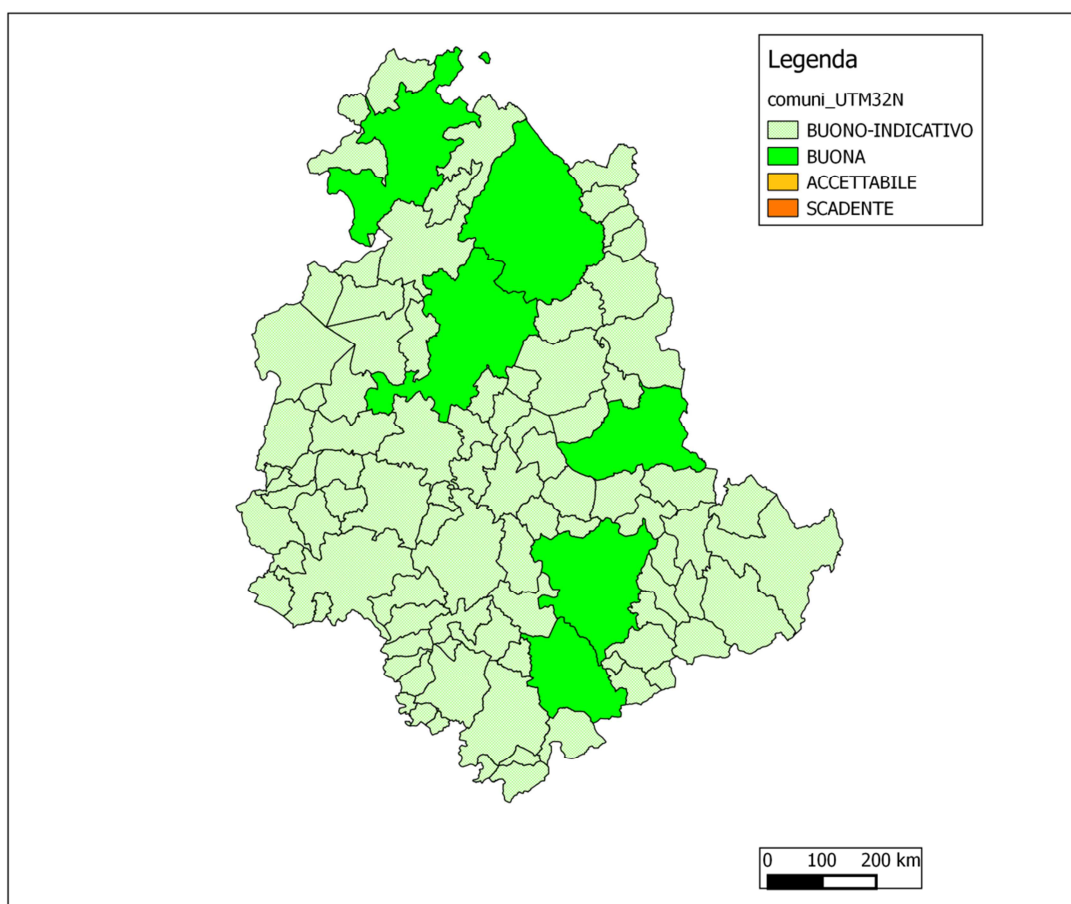 Legenda
comuni_UTM32N
BUONO-INDICATIVO
BUONA
ACCETTABILE
SCADENTE
0 100 200 km